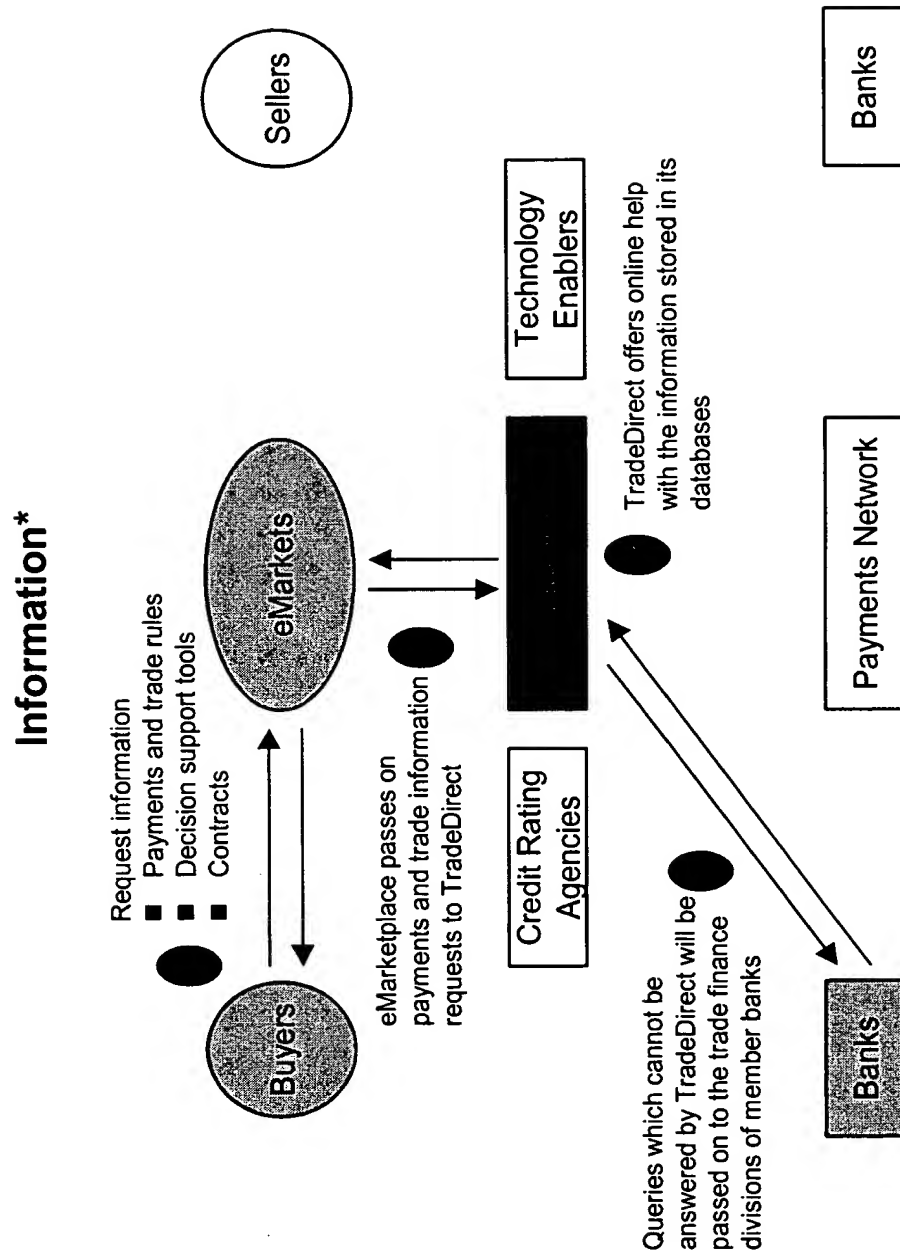 Information*
Request information
■ Payments and trade rules
■ Decision support tools
■ Contracts
Buyers
eMarkets
Sellers
eMarketplace passes on
payments and trade information
requests to TradeDirect
Credit Rating
Agencies
Technology
Enablers
TradeDirect offers online help
with the information stored in its
databases
Queries which cannot be
answered by TradeDirect will be
passed on to the trade finance
divisions of member banks
Banks
Payments Network
Banks